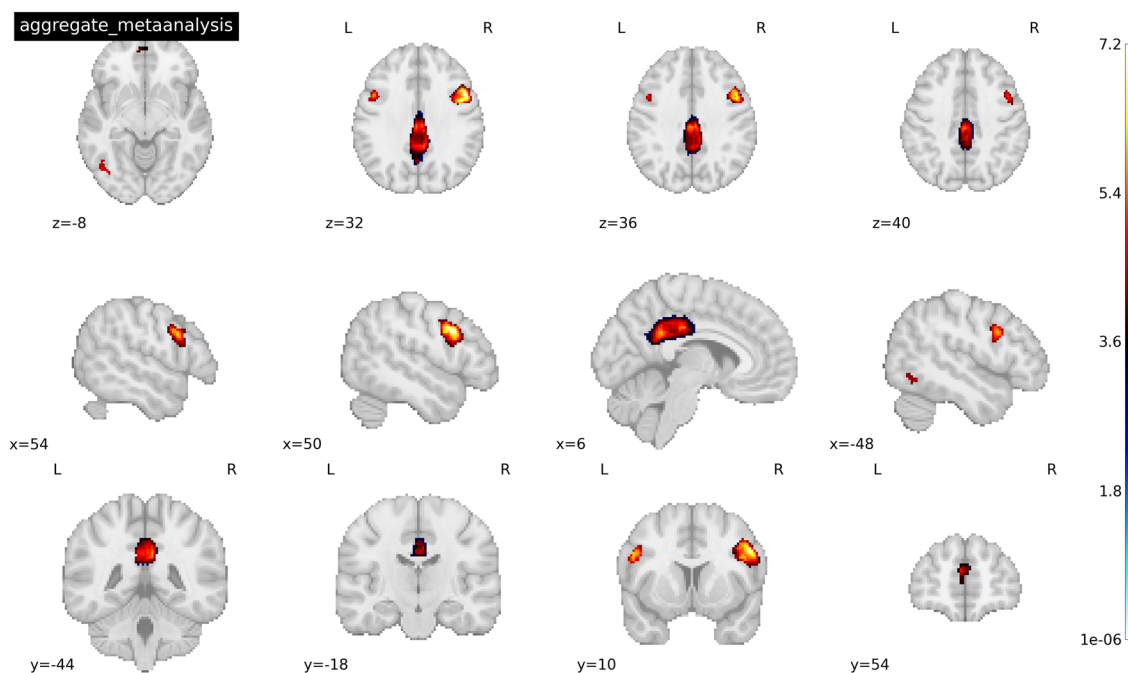 aggregate_metaanalysis
L R L R L R
7.2
5.4
3.6
1.8
1e-06
z=-8 z=32 z=36 z=40
x=54 x=50 x=6 x=-48
L R L R L R L R
y=-44 y=-18 y=10 y=54